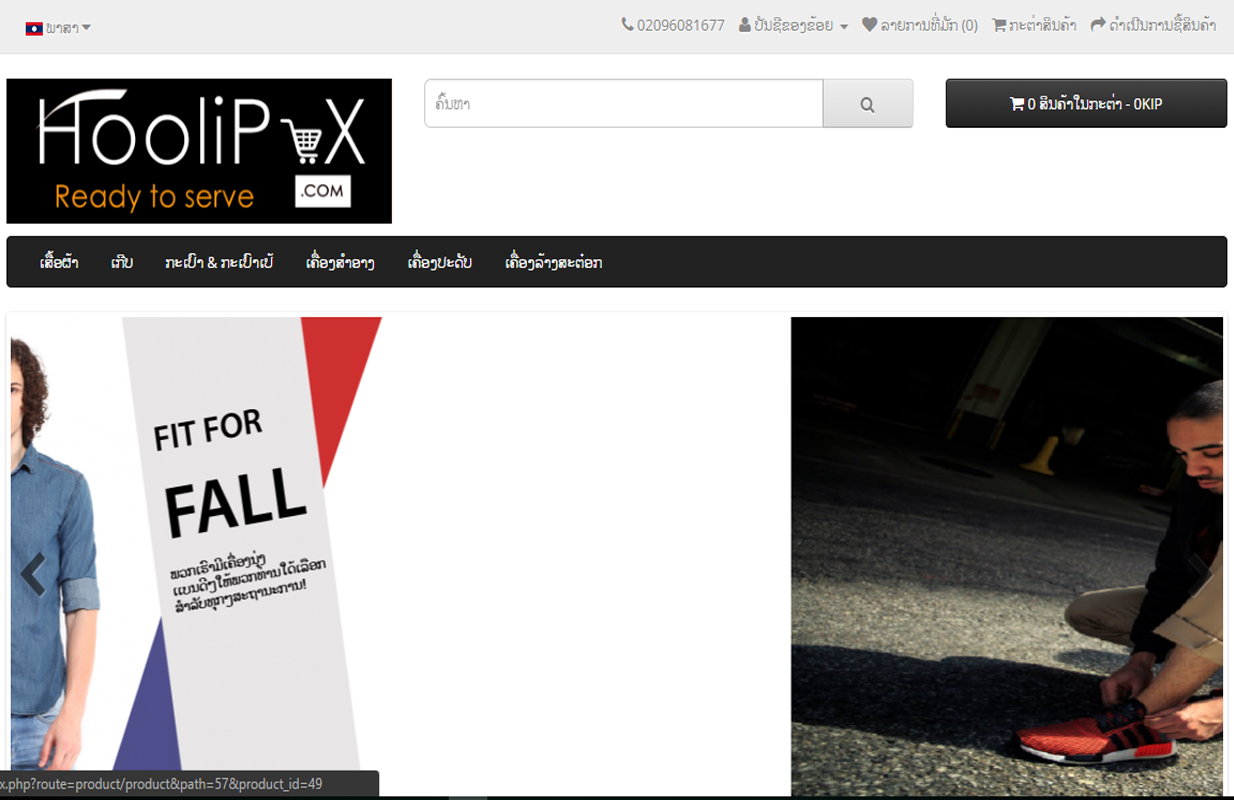 ພາສາ
02096081677 ບັນຊີຂອງຂ້ອຍ ລາຍການທີ່ມັກ (0) ກະຕ່າສິນຄ້າ ດຳເນີນການຊື້ສິນຄ້າ
HooliP X
Ready to serve .COM
ຄົ້ນຫາ
0 ສິນຄ້າໃນກະຕ່າ - 0KIP
ເສື້ອຜ້າ ເກີບ ກະເປົາ & ກະເປົາເປ້ ເຄື່ອງສຳອາງ ເຄື່ອງປະດັບ ເຄື່ອງລ້າງສະຕ໋ອກ
FIT FOR
FALL
ພວກເຮົາມີເຄື່ອງນຸ່ງ
ແບບດີໆໃຫ້ພວກທ່ານໄດ້ເລືອກ
ສຳລັບທຸກໆສະຖານະການ!
x.php?route=product/product&path=57&product_id=49